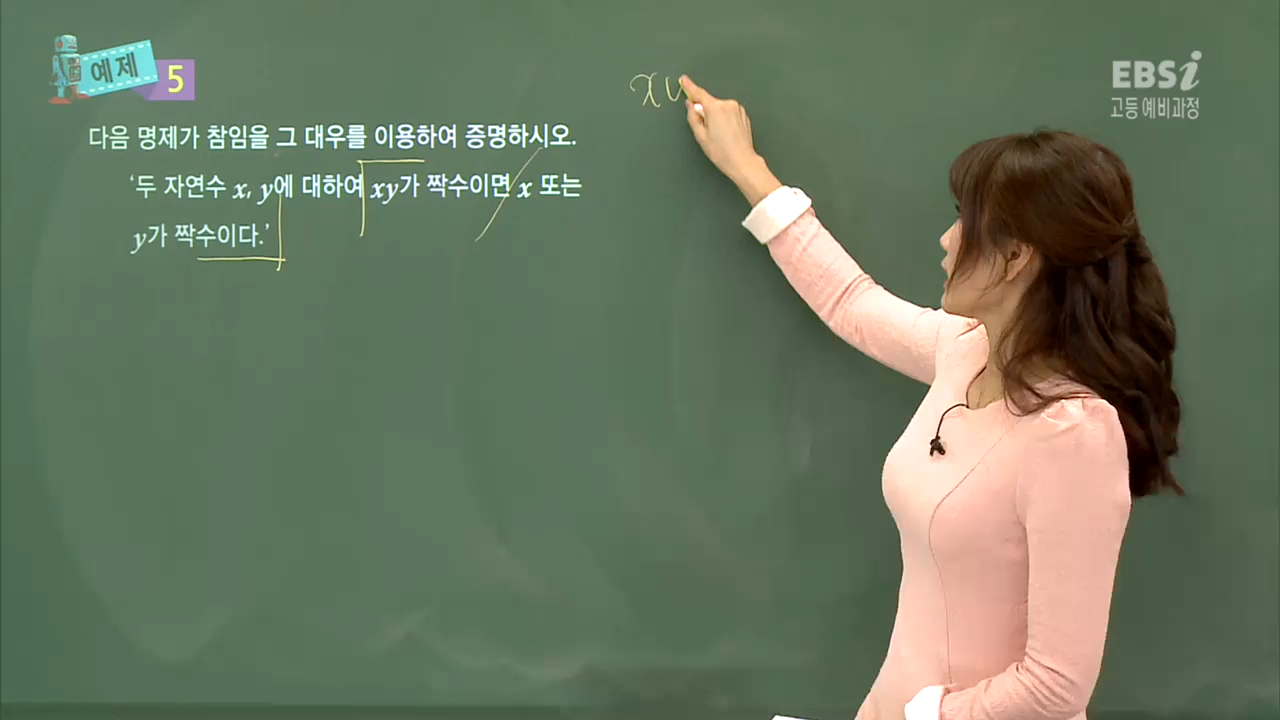 예제 5
다음 명제가 참임을 그 대우를 이용하여 증명하시오.
‘두 자연수 x, y에 대하여 xy가 짝수이면 x 또는
y가 짝수이다.’
xy
EBSi
고등 예비과정